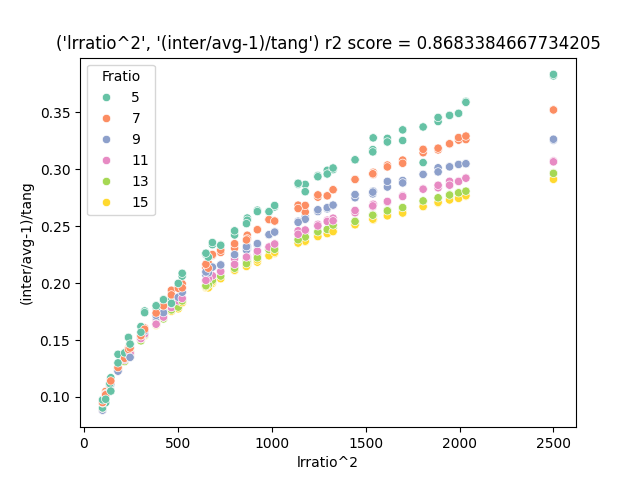 ('lrratio^2', '(inter/avg-1)/tang') r2 score = 0.8683384667734205
Fratio
5
7
9
11
13
15
(inter/avg-1)/tang
0.35
0.30
0.25
0.20
0.15
0.10
0 500 1000 1500 2000 2500
lrratio^2